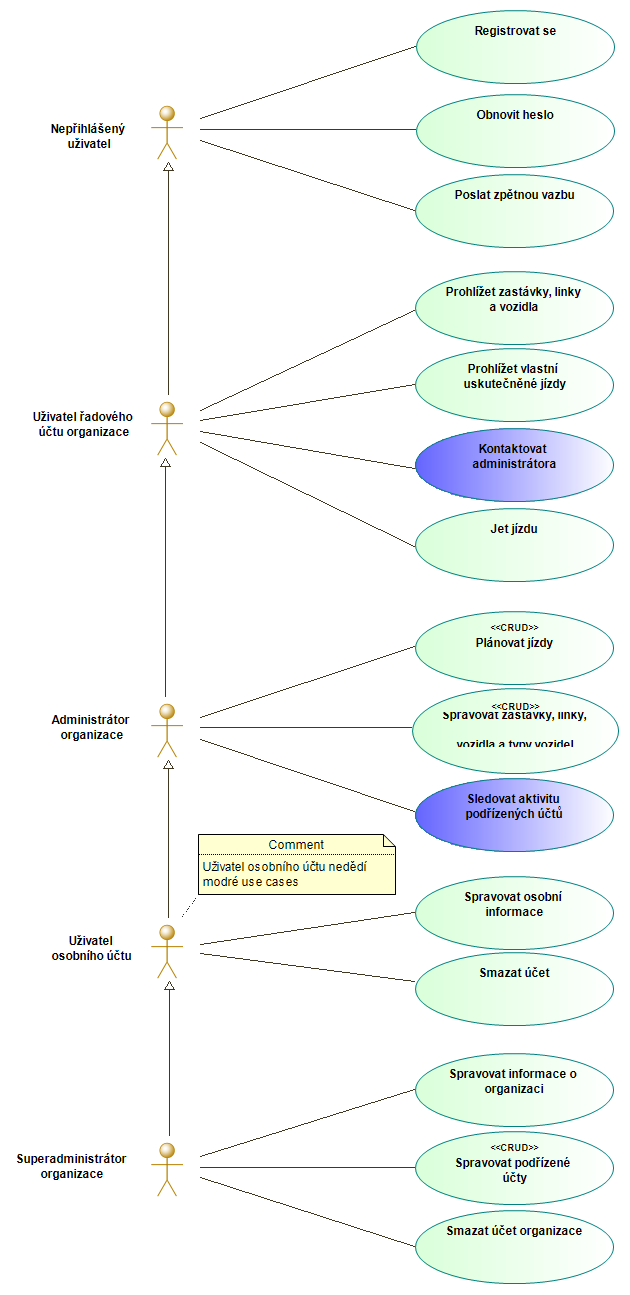 Registrovat se
Obnovit heslo
Nepřihlášený
uživatel
Poslat zpětnou vazbu
Prohlížet zastávky, linky
a vozidla
Prohlížet vlastní
uskutečněné jízdy
Uživatel řadového
účtu organizace
Kontaktovat
administrátora
Jet jízdu
<<CRUD>>
Plánovat jízdy
Administrátor
organizace
<<CRUD>>
Spravovat zastávky, linky,
vozidla a typy vozidel
Sledovat aktivitu
podřízených účtů
Comment
Uživatel osobního účtu nedědí
modré use cases
Spravovat osobní
informace
Uživatel
osobního účtu
Smazat účet
Spravovat informace o
organizaci
Superadministrátor
organizace
<<CRUD>>
Spravovat podřízené
účty
Smazat účet organizace